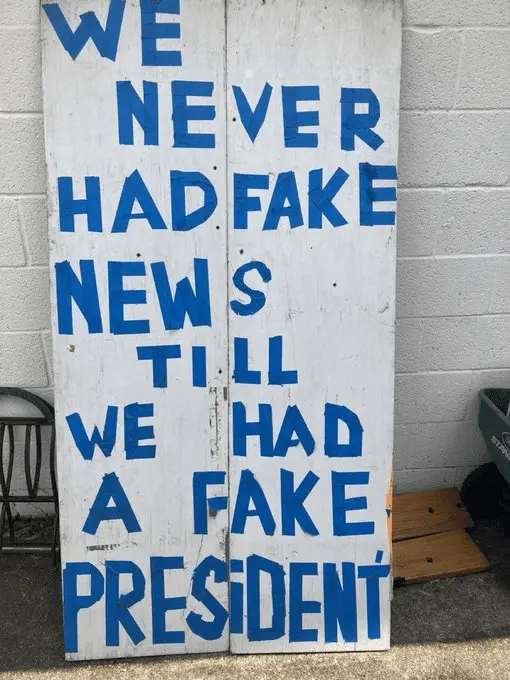 WE
NEVER
HAD FAKE
NEWS
TILL
WE HAD
A FAKE
PRESIDENT